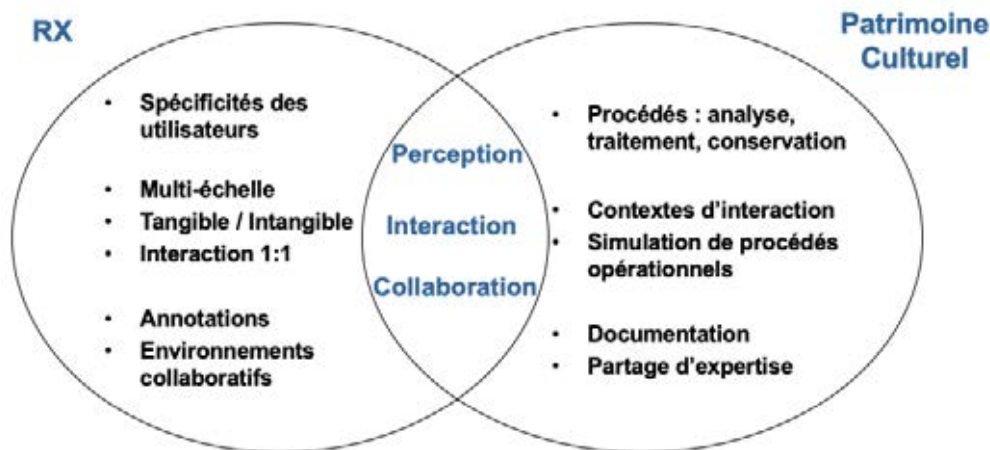 RX
Spécificités des
utilisateurs
Multi-échelle
Tangible / Intangible
Interaction 1:1
Annotations
Environnements
collaboratifs
Perception
Interaction
Collaboration
Patrimoine
Culturel
Procédés : analyse,
traitement, conservation
Contextes d'interaction
Simulation de procédés
opérationnels
Documentation
Partage d'expertise